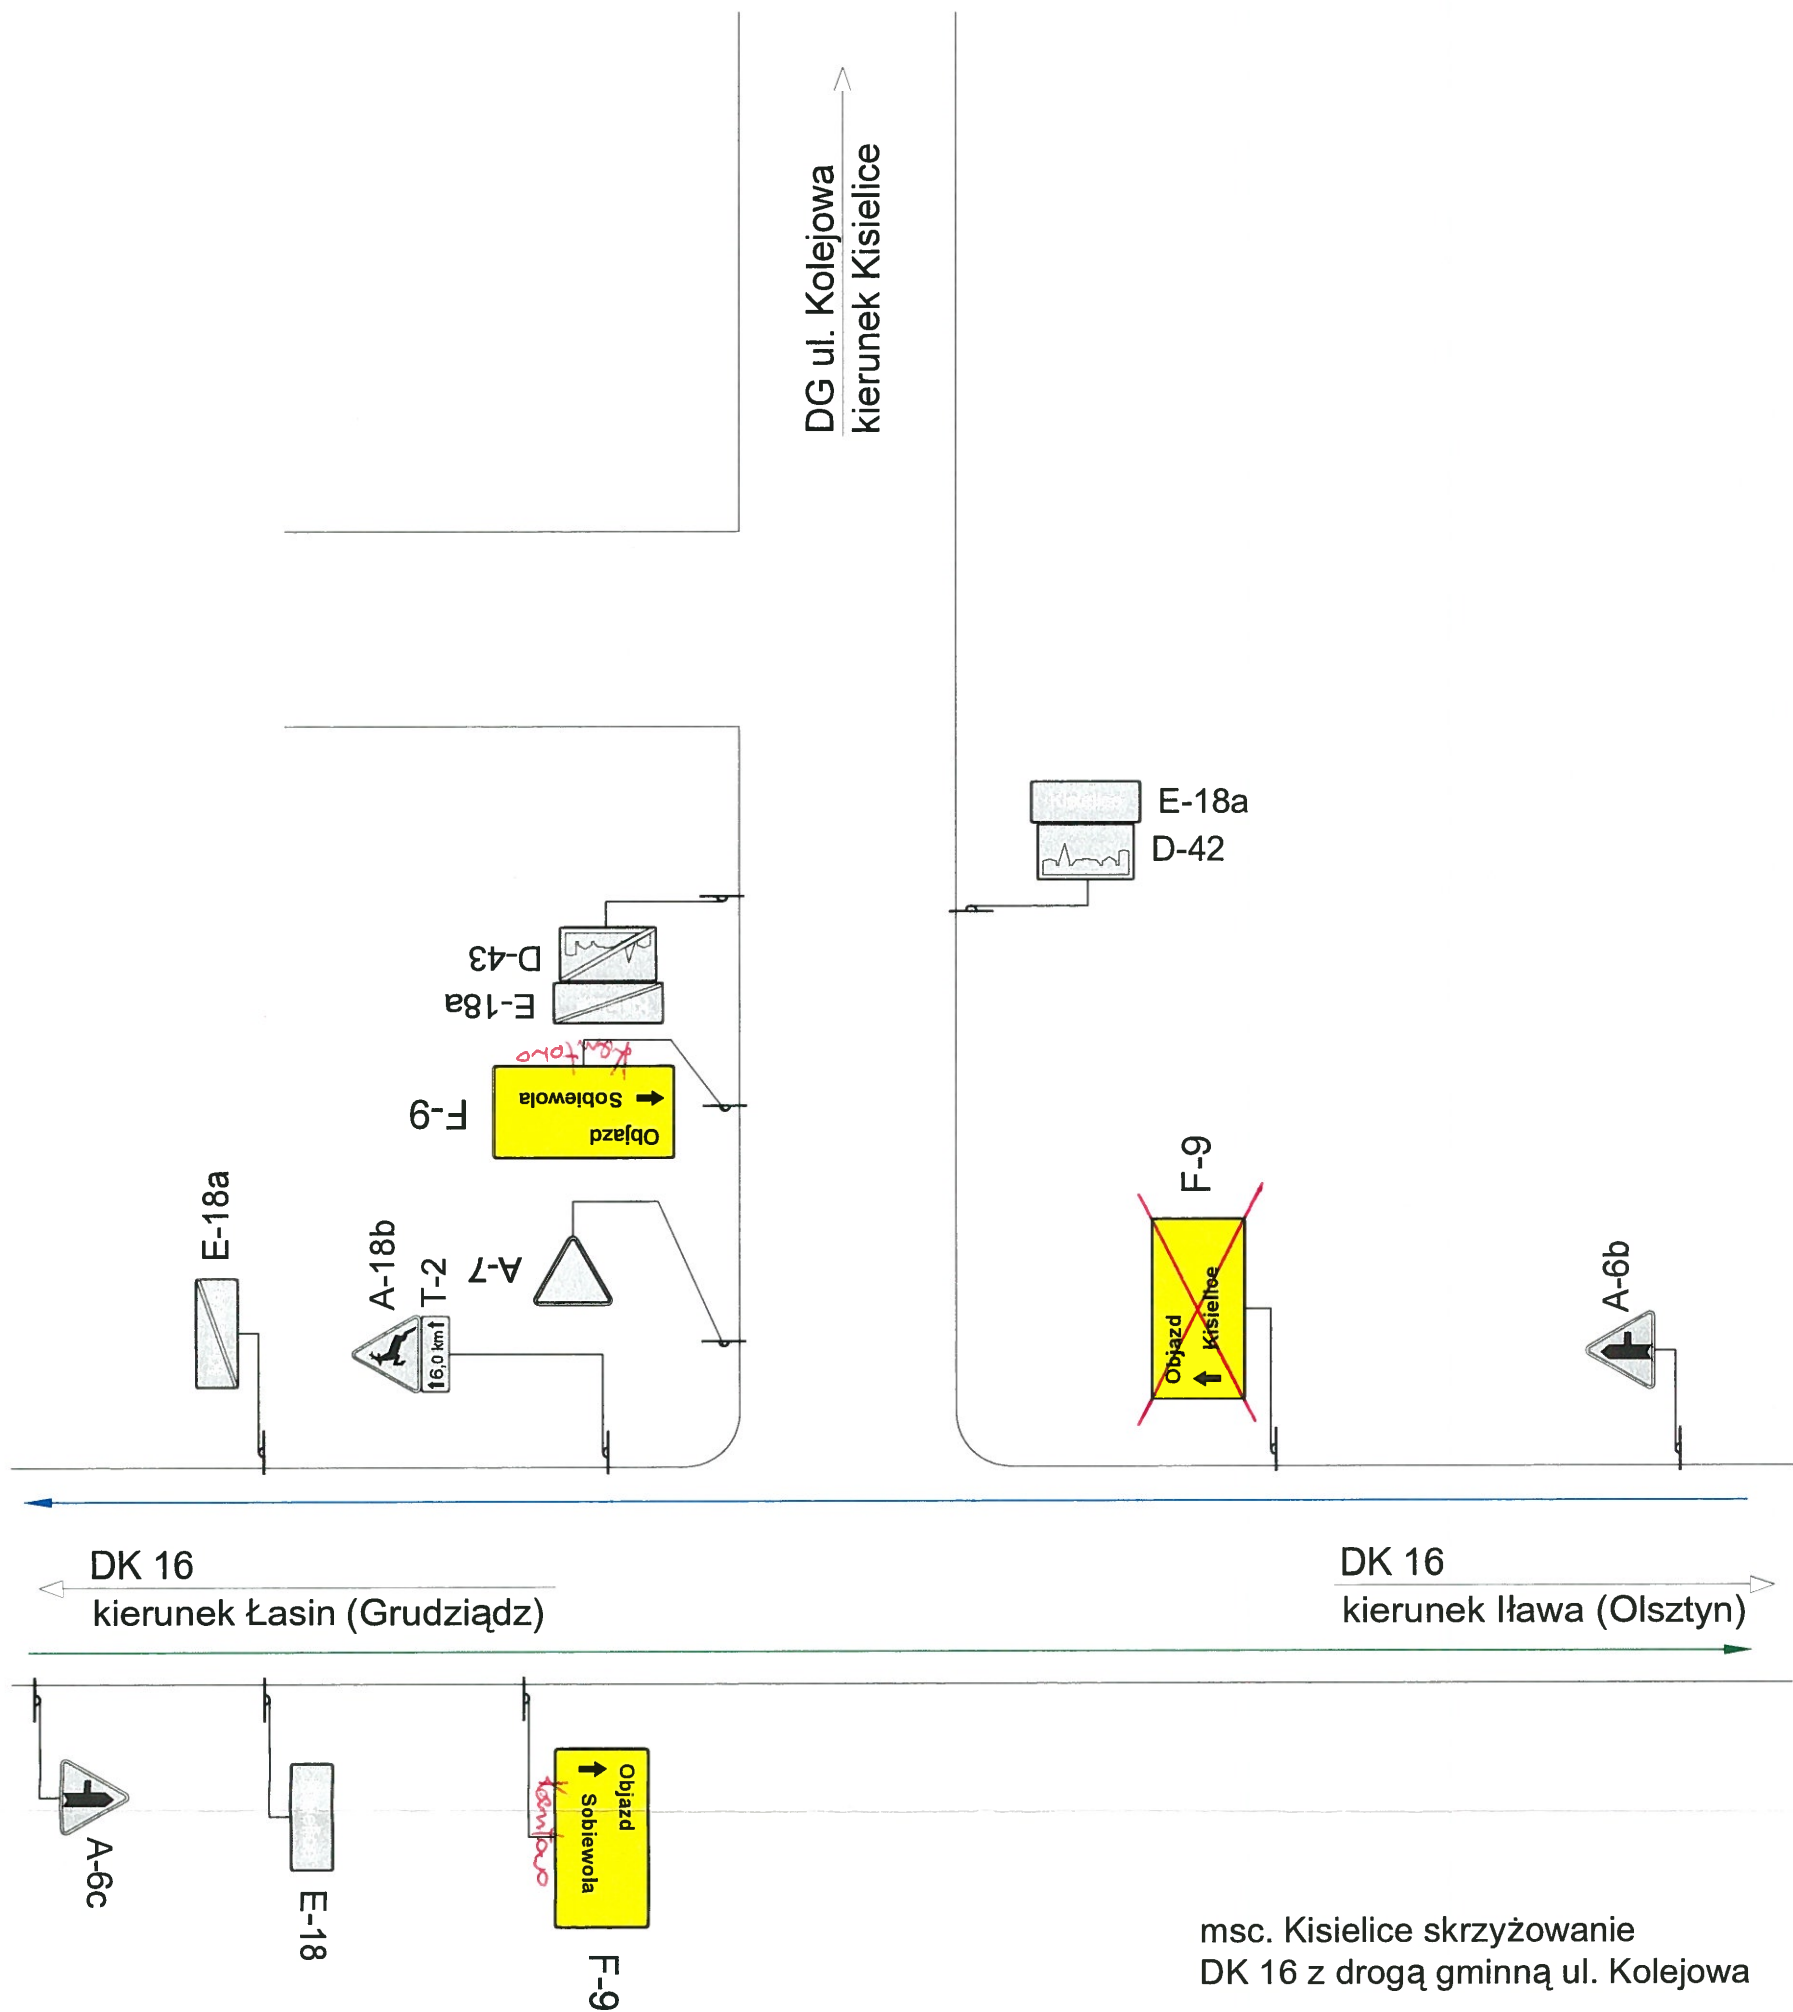 DG ul. Kolejowa
kierunek Kisielice
E-18a
D-42
D-43
E-18a
Kantowo
Sobiewola
Objazd
F-9
E-18a
A-18b
T-2
6,0 km
A-7
F-9
Objazd
Kisielice
A-6b
DK 16
kierunek Łasin (Grudziądz)
DK 16
kierunek Iława (Olsztyn)
A-6c
E-18
Objazd
Sobiewola
Kantowo
F-9
msc. Kisielice skrzyżowanie
DK 16 z drogą gminną ul. Kolejowa